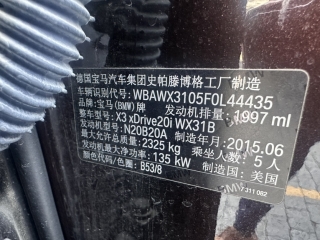 德国宝马汽车集团史帕滕博格工厂制造
车辆识别代号: WBAWX3105F0L44435
品牌: 宝马(BMW)牌 发动机排量: 1997 ml
整车型号: X3 xDrive20i WX31B
发动机型号: N20B20A 制造年月: 2015.06
最大允许总质量: 2325 kg 乘坐人数: 5 人
发动机最大净功率: 135 kW 制造国: 美国
颜色代码/色圈: B53/8
7311 082